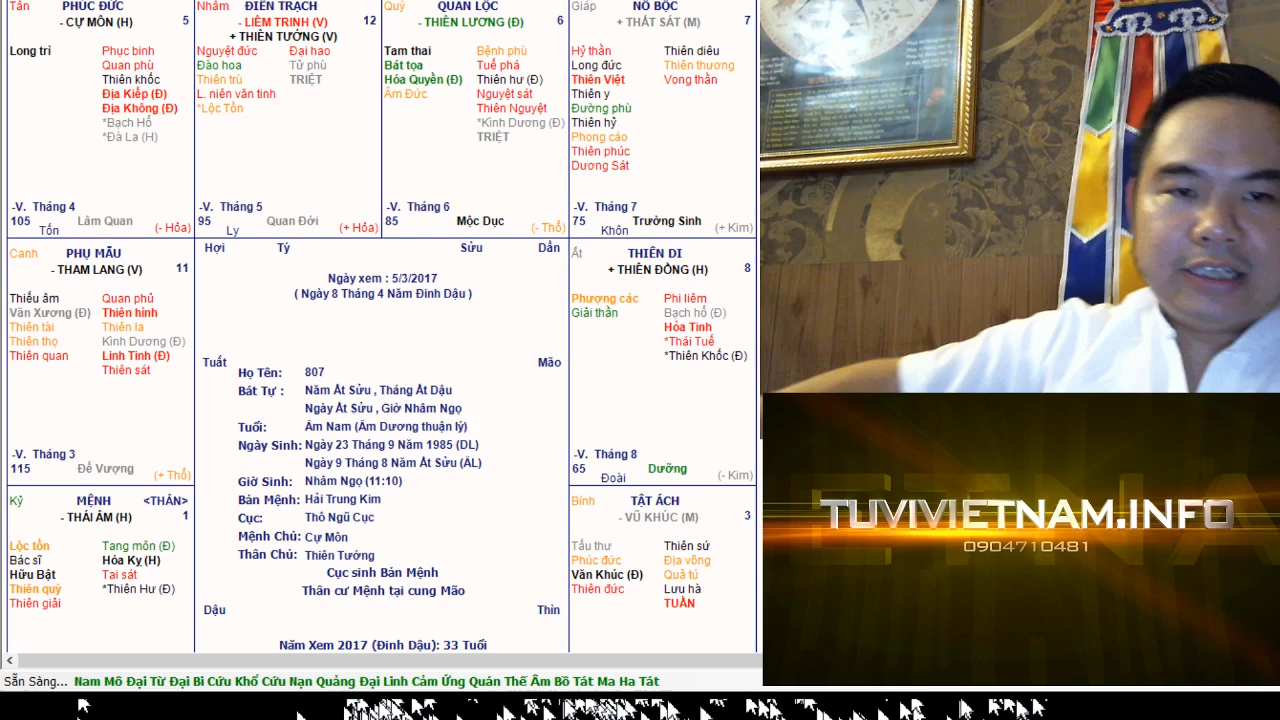 Tân PHÚC ĐỨC
- CỰ MÔN (H) 5
Long trì
Phục binh
Quan phù
Thiên khốc
Địa Kiếp (Đ)
Địa Không (Đ)
*Bạch Hổ
*Đà La (H)
-V. Tháng 4
105 Lâm Quan
Tốn (- Hỏa)
Nhâm ĐIỀN TRẠCH
- LIÊM TRINH (V) 12
+ THIÊN TƯỚNG (V)
Nguyệt đức
Đào hoa
Thiên trù
L. niên văn tinh
*Lộc Tồn
Đại hao
Tử phù
TRIỆT
-V. Tháng 5
95 Quan Đới
Ly (+ Hỏa)
Quý QUAN LỘC
- THIÊN LƯƠNG (Đ) 6
Tam thai
Bát tọa
Hóa Quyền (Đ)
Âm Đức
Bệnh phù
Tuế phá
Thiên hư (Đ)
Nguyệt sát
Thiên Nguyệt
*Kình Dương (Đ)
TRIỆT
-V. Tháng 6
85 Mộc Dục
(- Thổ)
Giáp NÔ BỘC
+ THẤT SÁT (M) 7
Hỷ thần
Long đức
Thiên Việt
Thiên y
Đường phù
Thiên hỷ
Phong cáo
Thiên phúc
Dương Sát
Thiên diêu
Thiên thương
Vong thần
-V. Tháng 7
75 Trường Sinh
Khôn (+ Kim)
Canh PHỤ MẪU
- THAM LANG (V) 11
Thiếu âm
Văn Xương (Đ)
Thiên tài
Thiên thọ
Thiên quan
Quan phủ
Thiên hình
Thiên la
Kình Dương (Đ)
Linh Tinh (Đ)
Thiên sát
-V. Tháng 3
115 Đế Vượng
(+ Thổ)
Hợi Tý Sửu Dần
Ngày xem : 5/3/2017
( Ngày 8 Tháng 4 Năm Đinh Dậu )
Tuất Mão
Họ Tên: 807
Bát Tự : Năm Ất Sửu , Tháng Ất Dậu
Ngày Ất Sửu , Giờ Nhâm Ngọ
Tuổi: Âm Nam (Âm Dương thuận lý)
Ngày Sinh: Ngày 23 Tháng 9 Năm 1985 (DL)
Ngày 9 Tháng 8 Năm Ất Sửu (ÂL)
Giờ Sinh: Nhâm Ngọ (11:10)
Bản Mệnh: Hải Trung Kim
Cục: Thổ Ngũ Cục
Mệnh Chủ: Cự Môn
Thân Chủ: Thiên Tướng
Cục sinh Bản Mệnh
Thân cư Mệnh tại cung Mão
Dậu Thìn
Năm Xem 2017 (Đinh Dậu): 33 Tuổi
Ất THIÊN DI
+ THIÊN ĐỒNG (H) 8
Phượng các
Giải thần
Phi liêm
Bạch hổ (Đ)
Hỏa Tinh
*Thái Tuế
*Thiên Khốc (Đ)
-V. Tháng 8
65 Dưỡng
Đoài (- Kim)
Kỷ MỆNH <THÂN>
- THÁI ÂM (H) 1
Lộc tồn
Bác sĩ
Hữu Bật
Thiên quý
Thiên giải
Tang môn (Đ)
Hóa Kỵ (H)
Tai sát
*Thiên Hư (Đ)
Bính TẬT ÁCH
- VŨ KHÚC (M) 3
Tấu thư
Phúc đức
Văn Khúc (Đ)
Thiên đức
Thiên sứ
Địa võng
Quả tú
Lưu hà
TUẦN
TUVIVIETNAM.INFO
0904710481
Sẵn Sàng... Nam Mô Đại Từ Đại Bi Cứu Khổ Cứu Nạn Quảng Đại Linh Cảm Ứng Quán Thế Âm Bồ Tát Ma Ha Tát